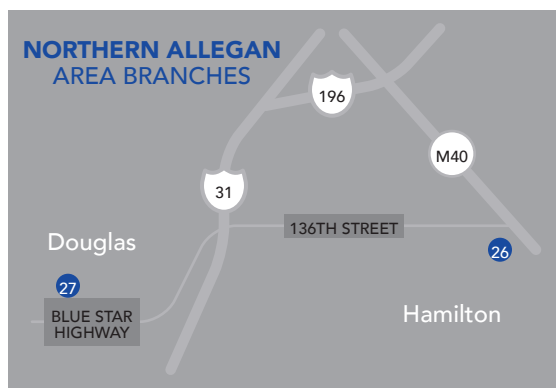 NORTHERN ALLEGAN
AREA BRANCHES
196
M40
31
136TH STREET
Douglas
26
27
BLUE STAR
HIGHWAY
Hamilton